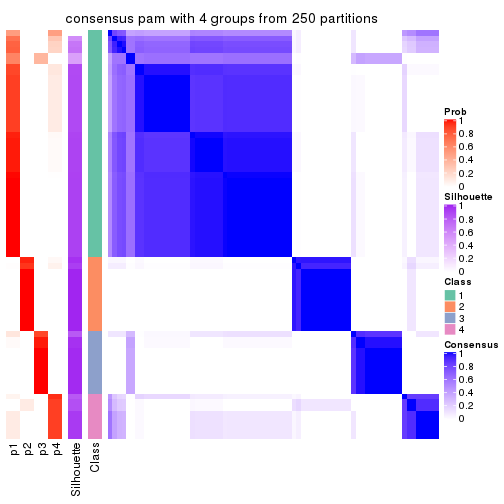 consensus pam with 4 groups from 250 partitions
Prob
1
0.8
0.6
0.4
0.2
0
Silhouette
1
0.8
0.6
0.4
0.2
0
Class
1
2
3
4
Consensus
1
0.8
0.6
0.4
0.2
0
p1
p2
p3
p4
Silhouette
Class